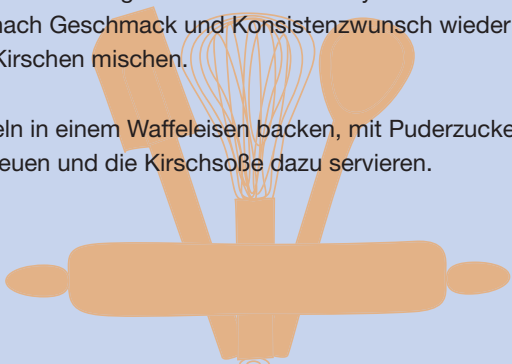 nach Geschmack und Konsistenzwunsch wieder
Kirschen mischen.
eln in einem Waffeleisen backen, mit Puderzucke
euen und die Kirschsoße dazu servieren.